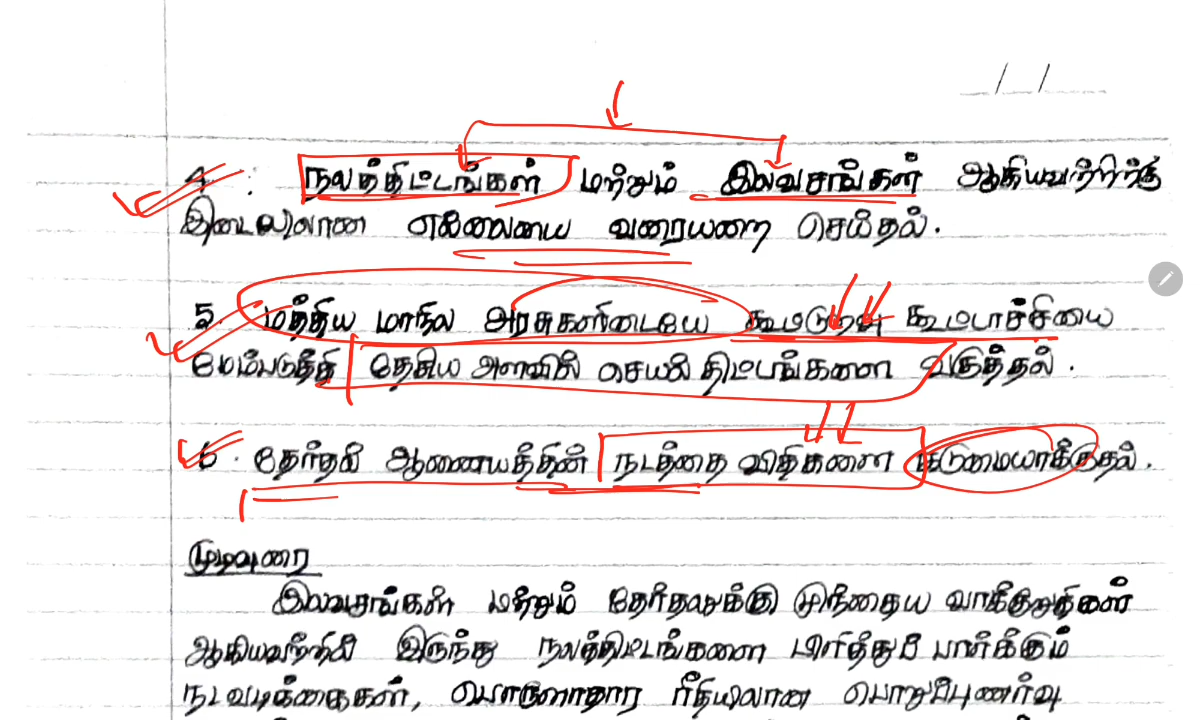 4. நலத்திட்டங்கள் மற்றும் இலவசங்கள் ஆகியவற்றிற்கு
இடையிலான எல்லையை வரையறை செய்தல்.
5. மத்திய மாநில அரசுகளிடையே கூட்டுறவு கூட்டாட்சியை
மேம்படுத்தி தேசிய அளவில் செயல் திட்டங்களை வகுத்தல்.
6. தேர்தல் ஆணையத்தின் நடத்தை விதிகளை கடுமையாக்குதல்.
முடிவுரை
இலவசங்கள் மற்றும் தேர்தலுக்கு முந்தைய வாக்குறுதிகள்
ஆகியவற்றில் இருந்து நலத்திட்டங்களை பிரித்துப் பார்க்கும்
நடவடிக்கைகள், பொருளாதார ரீதியிலான பொறுப்புணர்வு